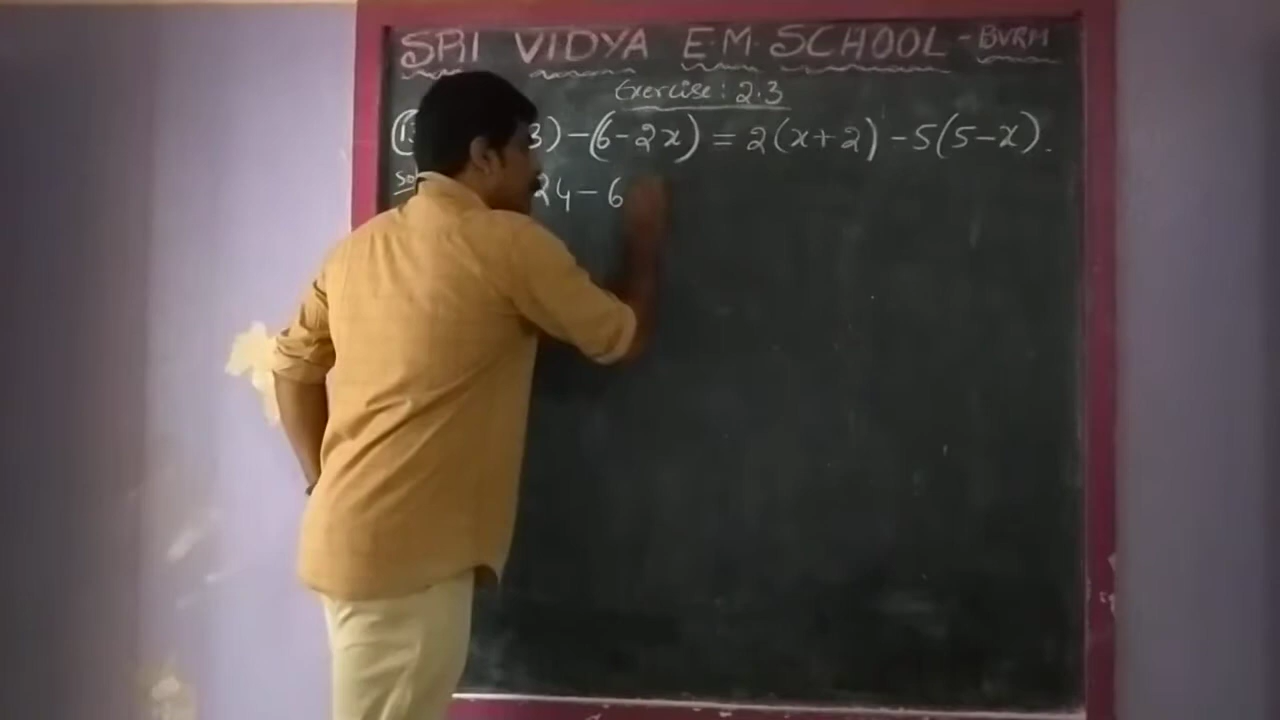 SRI VIDYA E.M. SCHOOL - BVRM
Exercise: 2.3
3) -(6-2x) = 2(x+2) -5(5-x).
24-6